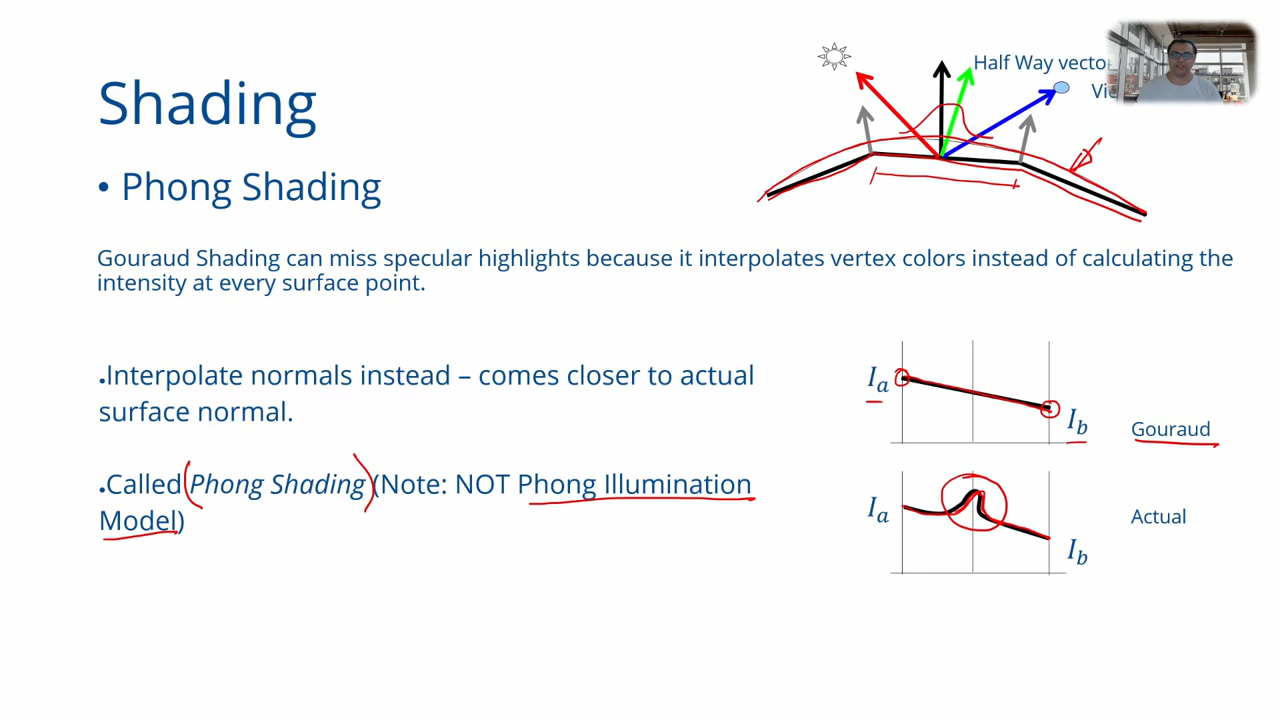 Shading
Half Way vecto
Vi
• Phong Shading
Gouraud Shading can miss specular highlights because it interpolates vertex colors instead of calculating the
intensity at every surface point.
•Interpolate normals instead – comes closer to actual
surface normal.
•Called Phong Shading (Note: NOT Phong Illumination
Model)
Ia
Ib
Gouraud
Ia
Ib
Actual